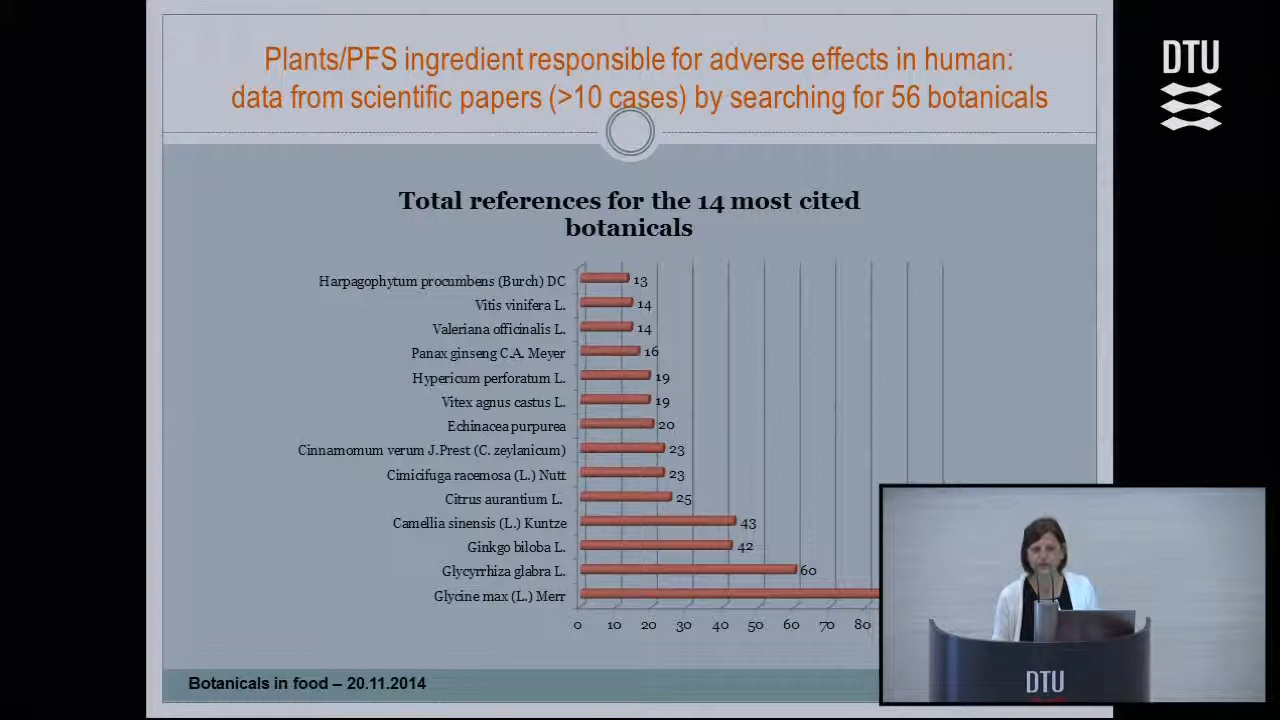 Plants/PFS ingredient responsible for adverse effects in human:
data from scientific papers (>10 cases) by searching for 56 botanicals
DTU
Total references for the 14 most cited
botanicals
Harpagophytum procumbens (Burch) DC 13
Vitis vinifera L. 14
Valeriana officinalis L. 14
Panax ginseng C.A. Meyer 16
Hypericum perforatum L. 19
Vitex agnus castus L. 19
Echinacea purpurea 20
Cinnamomum verum J.Prest (C. zeylanicum) 23
Cimicifuga racemosa (L.) Nutt 23
Citrus aurantium L. 25
Camellia sinensis (L.) Kuntze 43
Ginkgo biloba L. 42
Glycyrrhiza glabra L. 60
Glycine max (L.) Merr
0 10 20 30 40 50 60 70 80
Botanicals in food – 20.11.2014
DTU